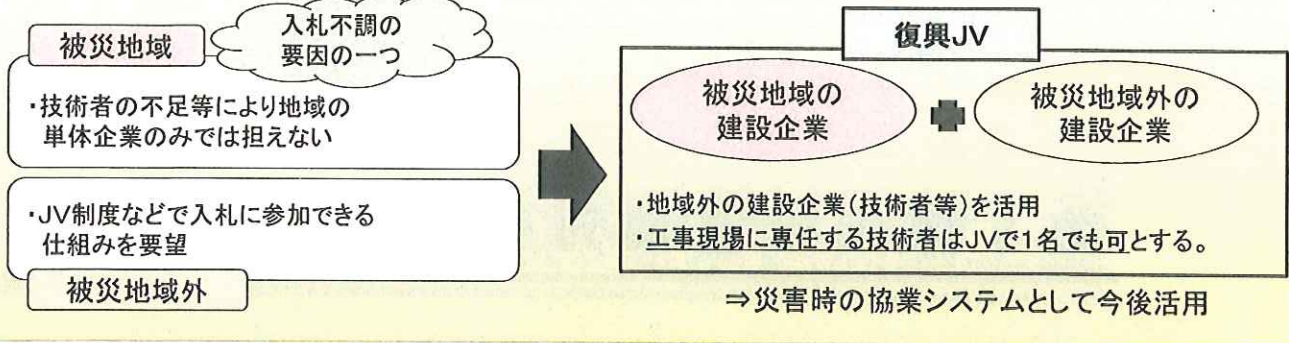 被災地域
入札不調の
要因の一つ
・技術者の不足等により地域の
単体企業のみでは担えない
・JV制度などで入札に参加できる
仕組みを要望
被災地域外
復興JV
被災地域の
建設企業
被災地域外の
建設企業
・地域外の建設企業(技術者等)を活用
・工事現場に専任する技術者はJVで1名でも可とする。
⇒災害時の協業システムとして今後活用